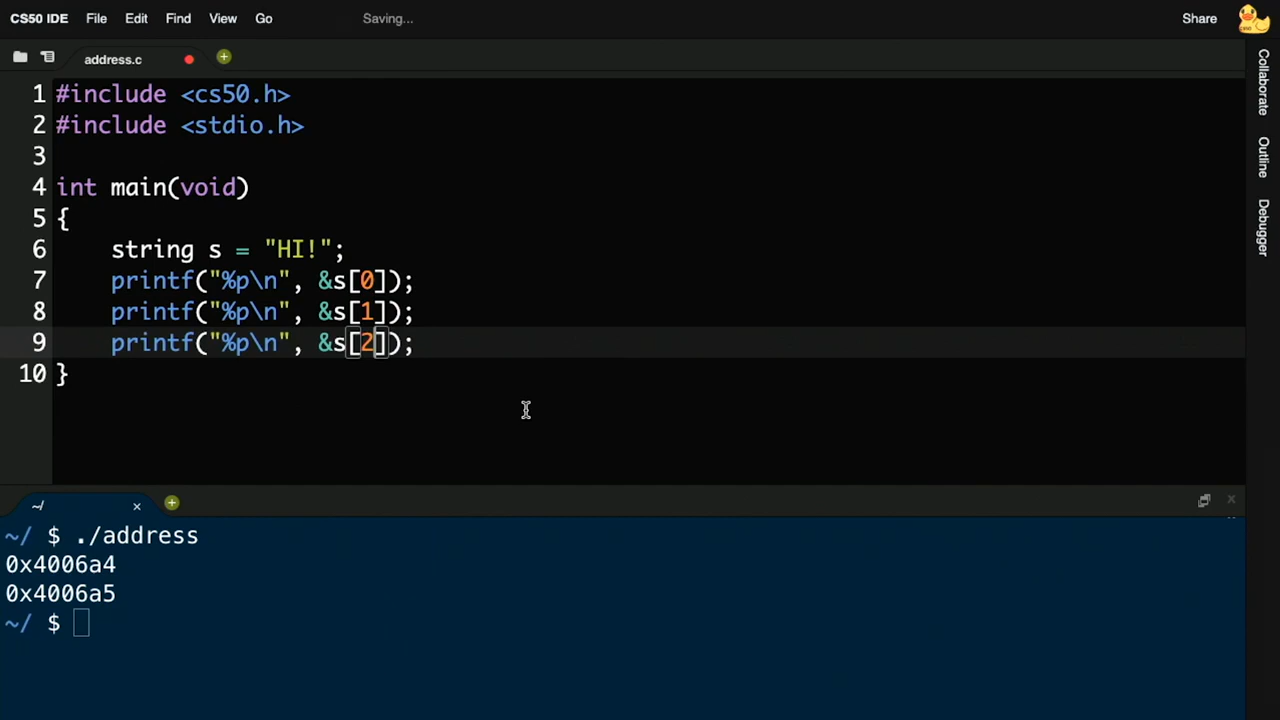 CS50 IDE File Edit Find View Go Saving... Share
address.c
1 #include <cs50.h>
2 #include <stdio.h>
3
4 int main(void)
5 {
6     string s = "HI!";
7     printf("%p\n", &s[0]);
8     printf("%p\n", &s[1]);
9     printf("%p\n", &s[2]);
10 }
Collaborate
Outline
Debugger
~/
~/ $ ./address
0x4006a4
0x4006a5
~/ $